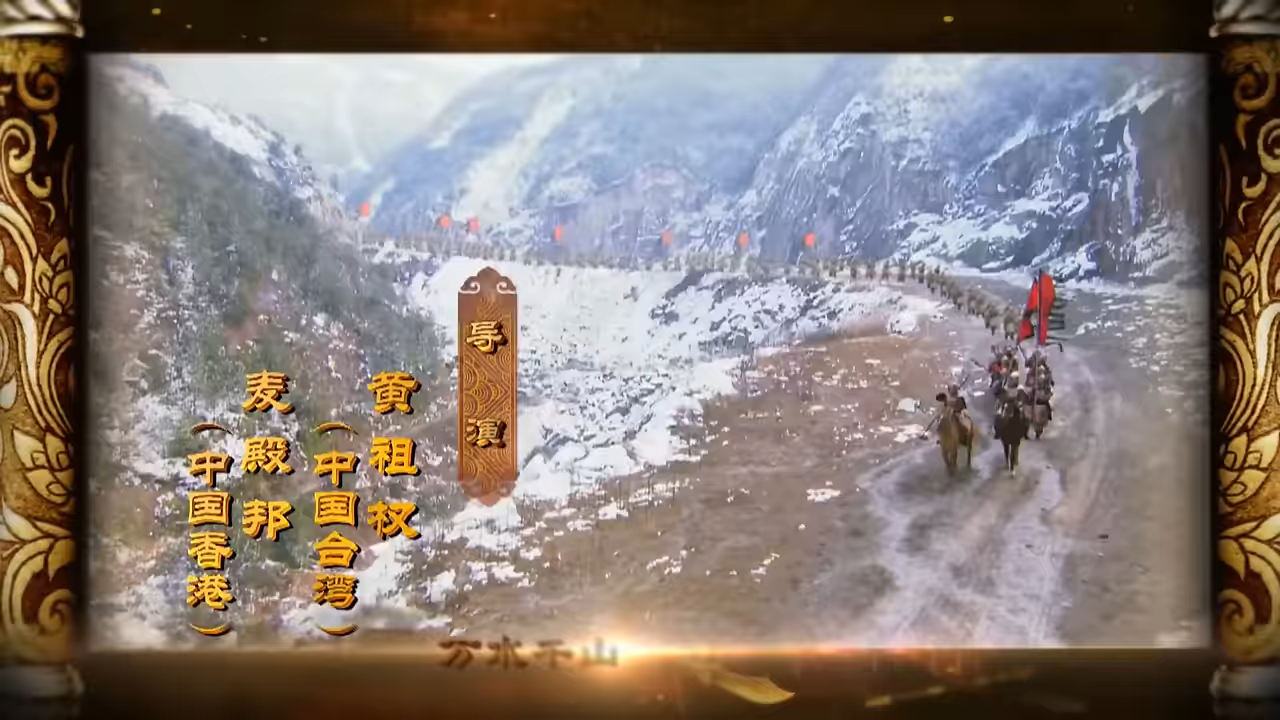 导演
黄祖权
（中国台湾）
麦殿邦
（中国香港）
万水千山